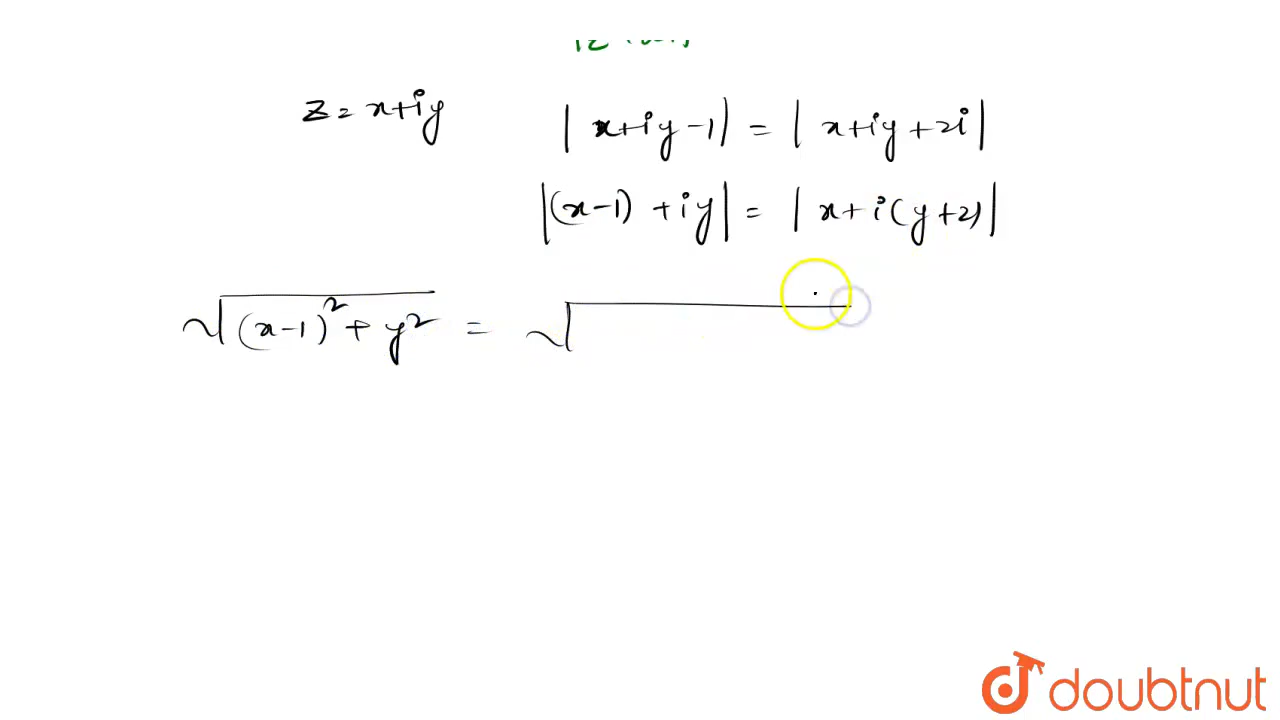 z = x+iy
|x+iy-1| = |x+iy+2i|
|(x-1)+iy| = |x+i(y+2)|
√((x-1)²+y²) = √
doubtnut